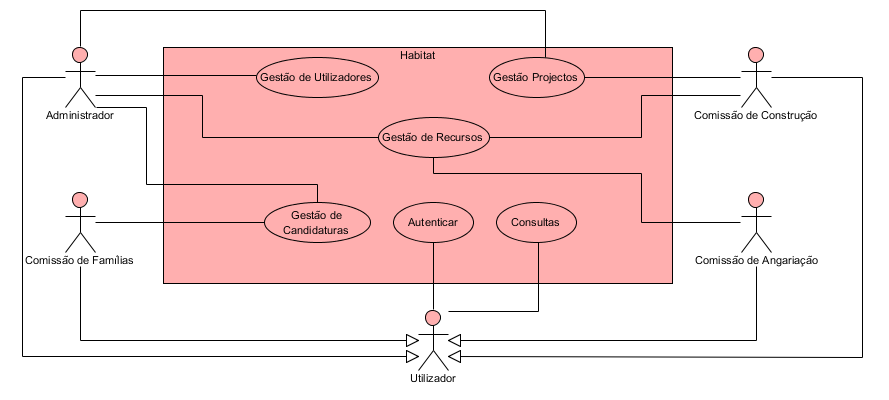 Habitat
Gestão de Utilizadores
Gestão Projectos
Administrador
Comissão de Construção
Gestão de Recursos
Gestão de
Candidaturas
Autenticar
Consultas
Comissão de Famílias
Comissão de Angariação
Utilizador